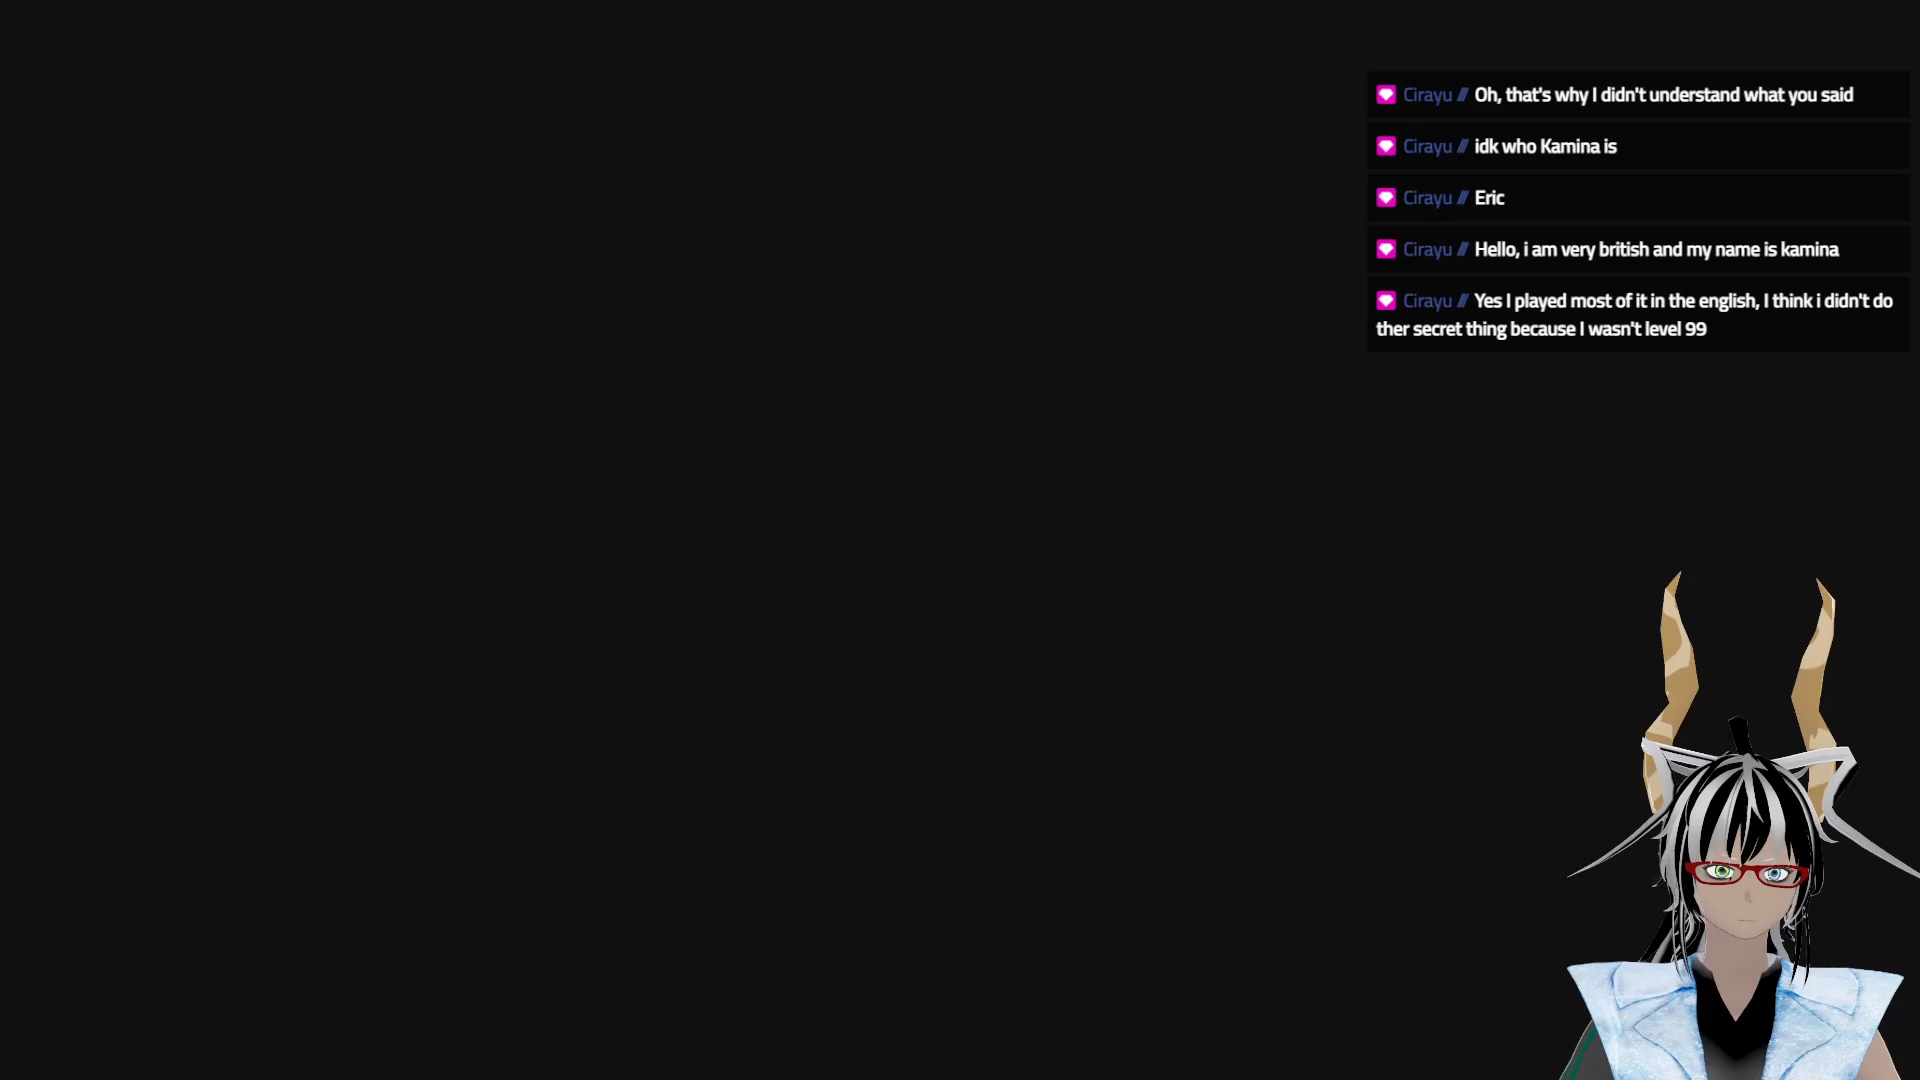 Cirayu /// Oh, that's why I didn't understand what you said
Cirayu /// idk who Kamina is
Cirayu /// Eric
Cirayu /// Hello, i am very british and my name is kamina
Cirayu /// Yes I played most of it in the english, I think i didn't do
ther secret thing because I wasn't level 99